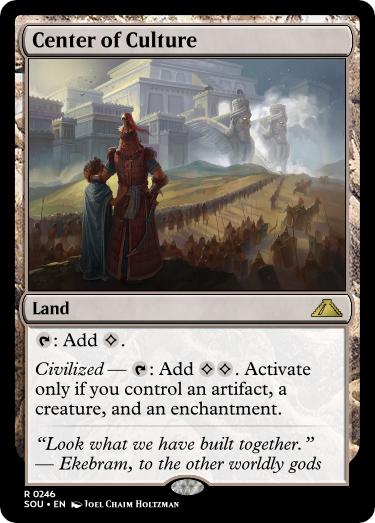 Center of Culture
Land
: Add .
Civilized — : Add . Activate
only if you control an artifact, a
creature, and an enchantment.
“Look what we have built together.”
— Ekebram, to the other worldly gods
R 0246
SOU • EN Joel Chaim Holtzman